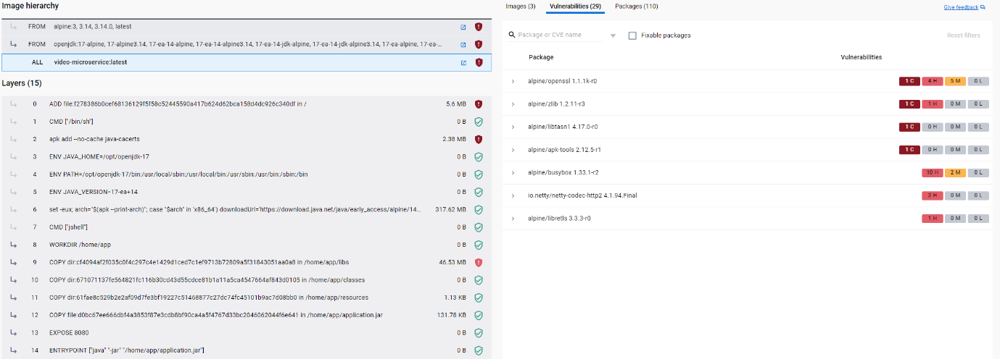 Image hierarchy
FROM alpine:3, 3.14, 3.14.0, latest
FROM openjdk:17-alpine, 17-alpine3.14, 17-ea-14-alpine, 17-ea-14-alpine3.14, 17-ea-14-jdk-alpine, 17-ea-14-jdk-alpine3.14, 17-ea-alpine, 17-ea-...
ALL video-microservice:latest
Layers (15)
0 ADD file:f278386b0cef68136129f5f58c52445590a417b624d62bca158d4dc926c340df in / 5.6 MB
1 CMD ["/bin/sh"] 0 B
2 apk add --no-cache java-cacerts 2.38 MB
3 ENV JAVA_HOME=/opt/openjdk-17 0 B
4 ENV PATH=/opt/openjdk-17/bin:/usr/local/sbin:/usr/local/bin:/usr/sbin:/usr/bin:/sbin:/bin 0 B
5 ENV JAVA_VERSION=17-ea+14 0 B
6 set -eux; arch="$(apk --print-arch)"; case "$arch" in 'x86_64') downloadUrl='https://download.java.net/java/early_access/alpine/14... 317.62 MB
7 CMD ["jshell"] 0 B
8 WORKDIR /home/app 0 B
9 COPY dir:cf4094af2f035c0f4c297c4e1429d1ced7c1ef9713b72809a5f31843051aa0a8 in /home/app/libs 46.53 MB
10 COPY dir:671071137fe564821fc116b30cd43d55cdce81b1a11a5ca4547664af843d0105 in /home/app/classes 0 B
11 COPY dir:61fae8c529b2e2af09d7fe3bf19227c51468877c27dc74fc45101b9ac7d08bb0 in /home/app/resources 1.13 KB
12 COPY file:d0bc67ee666dbf4a3853f87e3cdb8bf90ca4a5f4767d33bc2046062044f6e641 in /home/app/application.jar 131.78 KB
13 EXPOSE 8080 0 B
14 ENTRYPOINT ["java" "-jar" "/home/app/application.jar"] 0 B
Images (3) Vulnerabilities (29) Packages (110) Give feedback
Package or CVE name Fixable packages Reset filters
Package Vulnerabilities
alpine/openssl 1.1.1k-r0 1 C 4 H 5 M 0 L
alpine/zlib 1.2.11-r3 1 C 1 H 0 M 0 L
alpine/libtasn1 4.17.0-r0 1 C 0 H 0 M 0 L
alpine/apk-tools 2.12.5-r1 1 C 0 H 0 M 0 L
alpine/busybox 1.33.1-r2 10 H 2 M 0 L
io.netty/netty-codec-http2 4.1.94.Final 2 H 0 M 0 L
alpine/libretls 3.3.3-r0 1 H 0 M 0 L